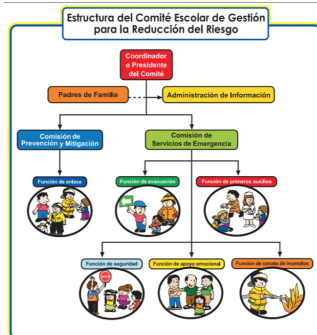 Estructura del Comité Escolar de Gestión
para la Reducción del Riesgo
Coordinador
o Presidente
del Comité
Padres de Familia
Administración de Información
Comisión de
Prevención y Mitigación
Comisión de
Servicios de Emergencia
Función de enlace
Función de evacuación
Función de primeros auxilios
Función de seguridad
Función de apoyo emocional
Función de conato de incendios